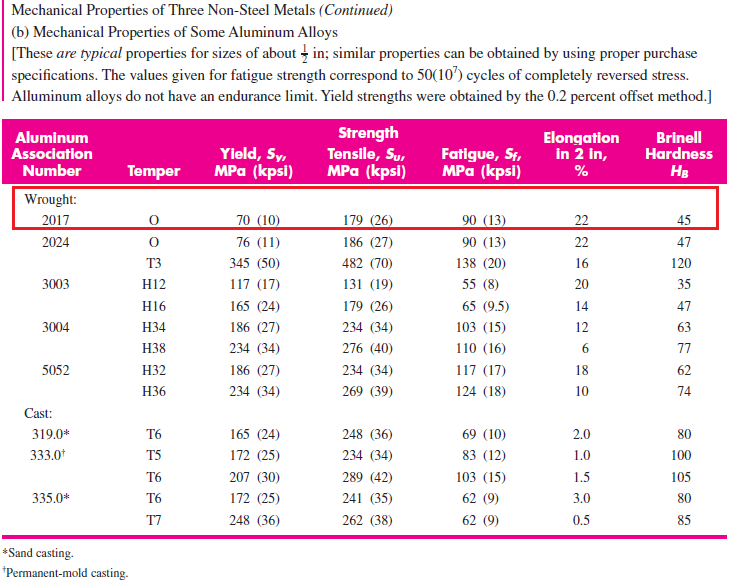 Mechanical Properties of Three Non-Steel Metals (Continued)
(b) Mechanical Properties of Some Aluminum Alloys
[These are typical properties for sizes of about 1/2 in; similar properties can be obtained by using proper purchase
specifications. The values given for fatigue strength correspond to 50(10⁷) cycles of completely reversed stress.
Alluminum alloys do not have an endurance limit. Yield strengths were obtained by the 0.2 percent offset method.]
Aluminum Strength Elongation Brinell
Association Yield, Sy, Tensile, Su, Fatigue, Sf, in 2 in, Hardness
Number Temper MPa (kpsi) MPa (kpsi) MPa (kpsi) % HB
Wrought:
2017 O 70 (10) 179 (26) 90 (13) 22 45
2024 O 76 (11) 186 (27) 90 (13) 22 47
T3 345 (50) 482 (70) 138 (20) 16 120
3003 H12 117 (17) 131 (19) 55 (8) 20 35
H16 165 (24) 179 (26) 65 (9.5) 14 47
3004 H34 186 (27) 234 (34) 103 (15) 12 63
H38 234 (34) 276 (40) 110 (16) 6 77
5052 H32 186 (27) 234 (34) 117 (17) 18 62
H36 234 (34) 269 (39) 124 (18) 10 74
Cast:
319.0* T6 165 (24) 248 (36) 69 (10) 2.0 80
333.0† T5 172 (25) 234 (34) 83 (12) 1.0 100
T6 207 (30) 289 (42) 103 (15) 1.5 105
335.0* T6 172 (25) 241 (35) 62 (9) 3.0 80
T7 248 (36) 262 (38) 62 (9) 0.5 85
*Sand casting.
†Permanent-mold casting.